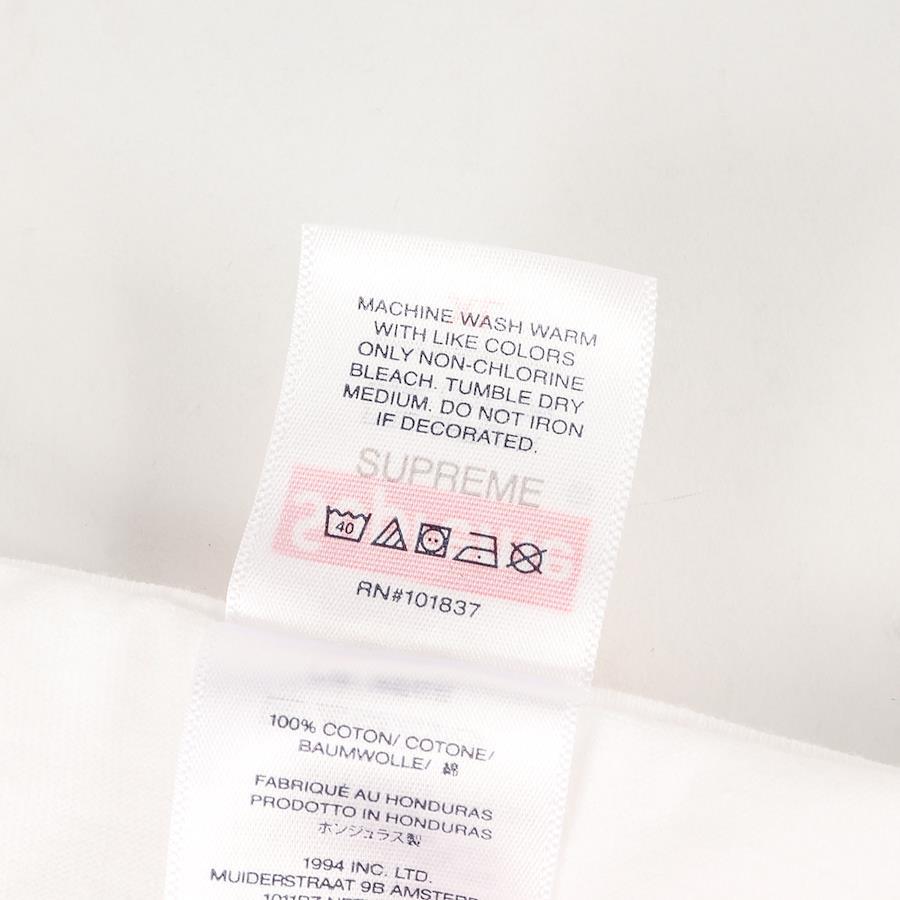 MACHINE WASH WARM
WITH LIKE COLORS
ONLY NON-CHLORINE
BLEACH. TUMBLE DRY
MEDIUM. DO NOT IRON
IF DECORATED.
SUPREME
40
RN#101837
100% COTON/ COTONE/
BAUMWOLLE/ 綿
FABRIQUÉ AU HONDURAS
PRODOTTO IN HONDURAS
ホンジュラス製
1994 INC. LTD.
MUIDERSTRAAT 9B AMSTER